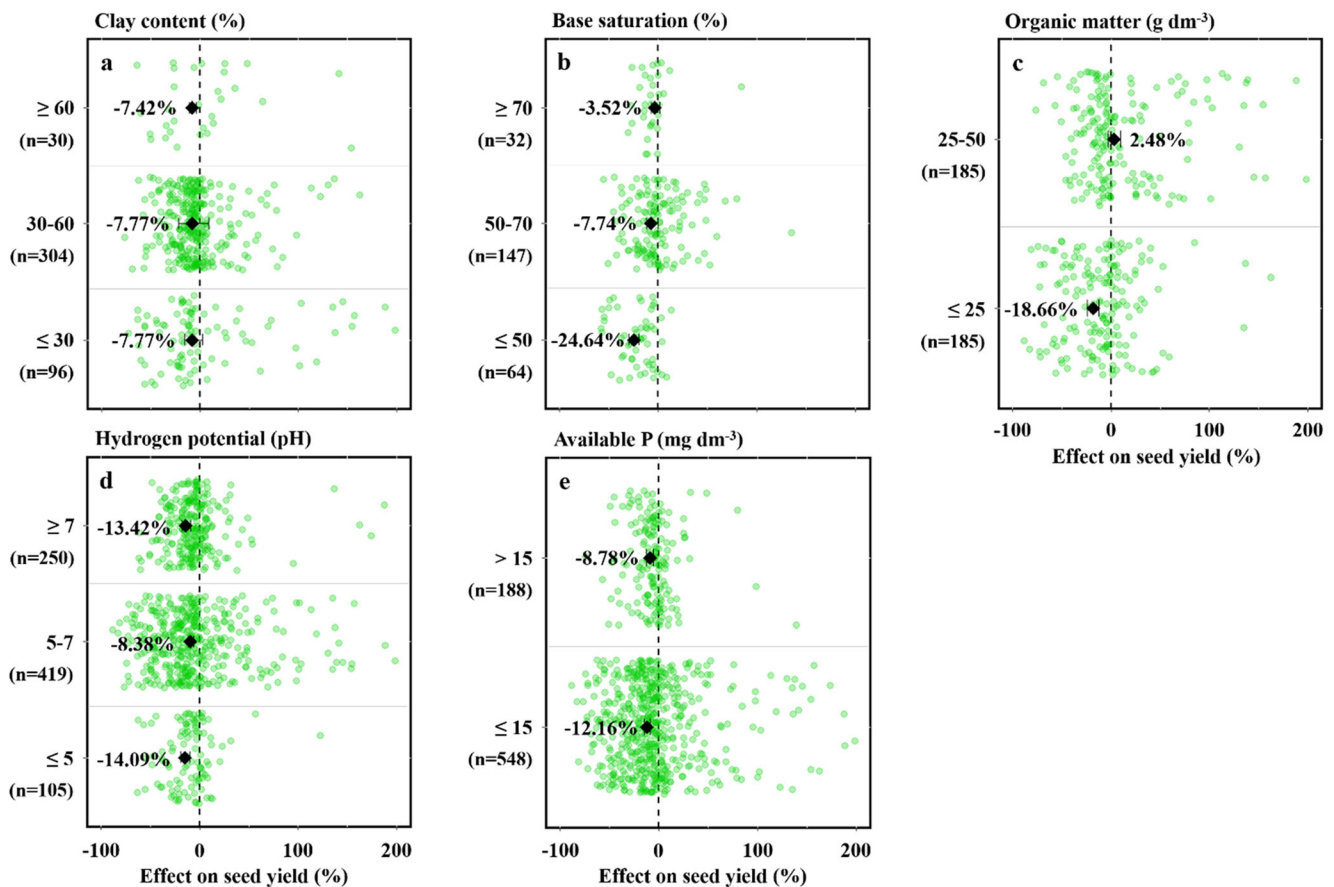 Clay content (%)
a
≥ 60
(n=30)
-7.42%
30-60
(n=304)
-7.77%
≤ 30
(n=96)
-7.77%
Base saturation (%)
b
≥ 70
(n=32)
-3.52%
50-70
(n=147)
-7.74%
≤ 50
(n=64)
-24.64%
Organic matter (g dm-3)
c
25-50
(n=185)
2.48%
≤ 25
(n=185)
-18.66%
-100 0 100 200
Effect on seed yield (%)
Hydrogen potential (pH)
d
≥ 7
(n=250)
-13.42%
5-7
(n=419)
-8.38%
≤ 5
(n=105)
-14.09%
-100 0 100 200
Effect on seed yield (%)
Available P (mg dm-3)
e
> 15
(n=188)
-8.78%
≤ 15
(n=548)
-12.16%
-100 0 100 200
Effect on seed yield (%)